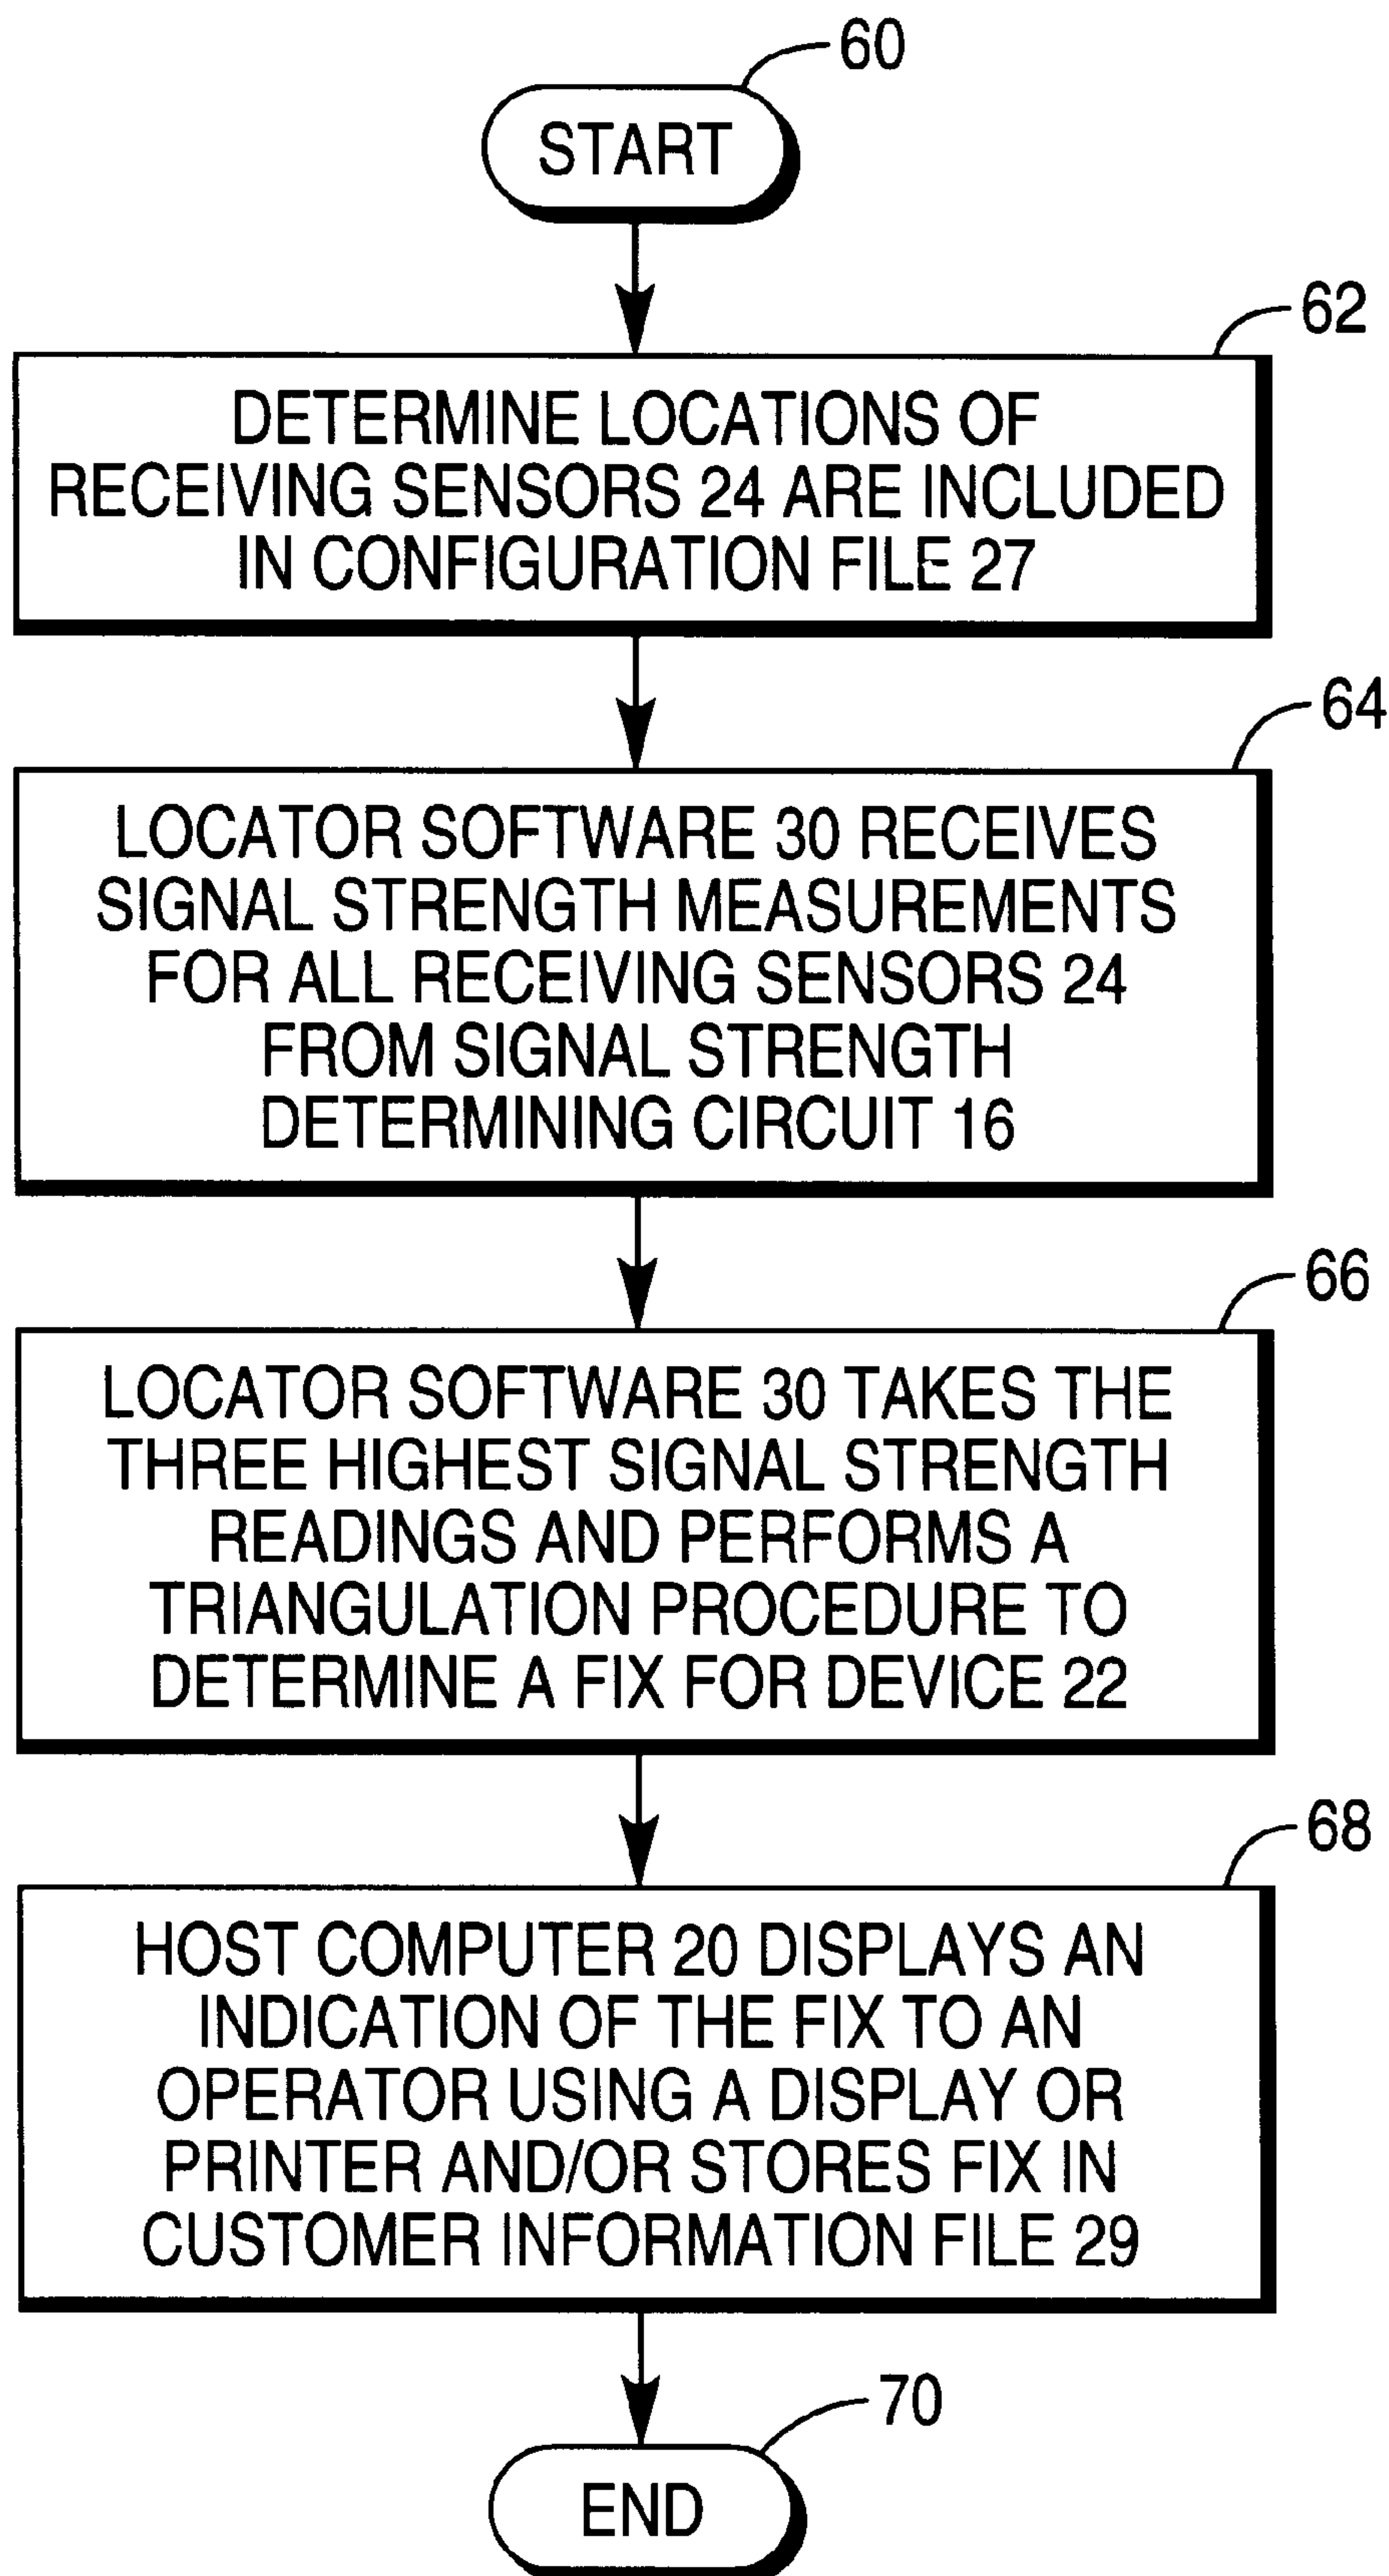 60
START
62
DETERMINE LOCATIONS OF
RECEIVING SENSORS 24 ARE INCLUDED
IN CONFIGURATION FILE 27
64
LOCATOR SOFTWARE 30 RECEIVES
SIGNAL STRENGTH MEASUREMENTS
FOR ALL RECEIVING SENSORS 24
FROM SIGNAL STRENGTH
DETERMINING CIRCUIT 16
66
LOCATOR SOFTWARE 30 TAKES THE
THREE HIGHEST SIGNAL STRENGTH
READINGS AND PERFORMS A
TRIANGULATION PROCEDURE TO
DETERMINE A FIX FOR DEVICE 22
68
HOST COMPUTER 20 DISPLAYS AN
INDICATION OF THE FIX TO AN
OPERATOR USING A DISPLAY OR
PRINTER AND/OR STORES FIX IN
CUSTOMER INFORMATION FILE 29
70
END